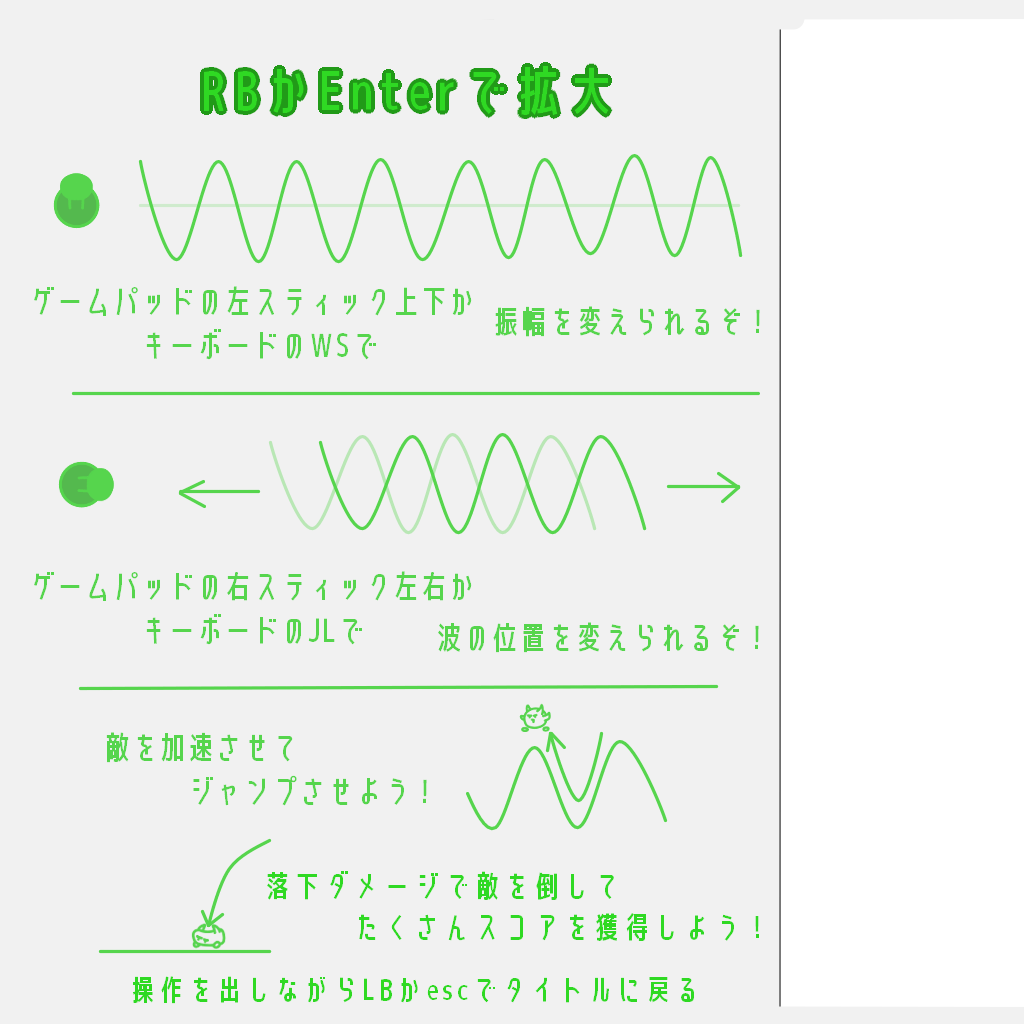 RBかEnterで拡大
ゲームパッドの左スティック上下か
キーボードのWSで
振幅を変えられるぞ！
ゲームパッドの右スティック左右か
キーボードのJLで
波の位置を変えられるぞ！
敵を加速させて
ジャンプさせよう！
落下ダメージで敵を倒して
たくさんスコアを獲得しよう！
操作を出しながらLBかescでタイトルに戻る